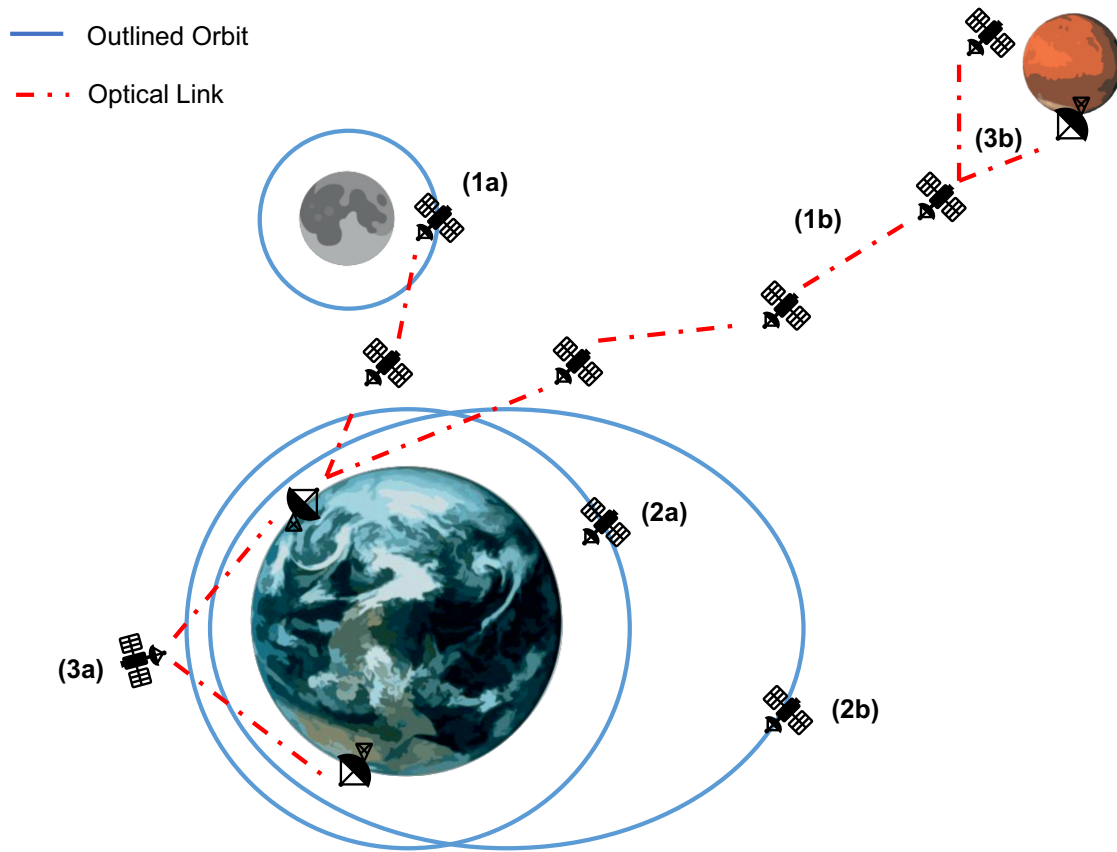 Outlined Orbit
Optical Link
(3b)
(1a)
(1b)
(2a)
(3a)
(2b)